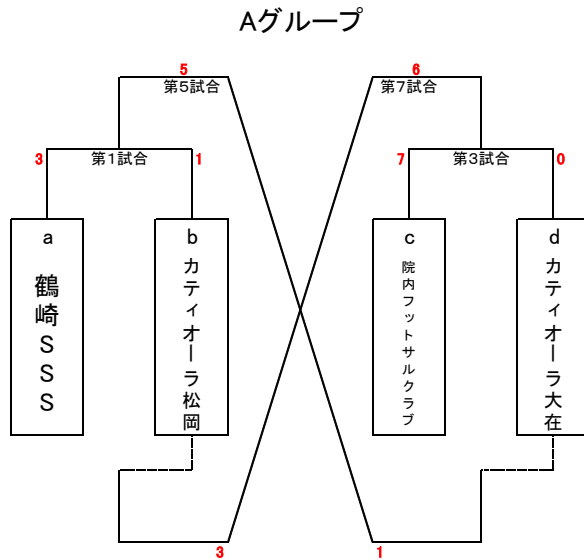 Aグループ
5
6
第5試合
第7試合
3
第1試合
1
7
第3試合
0
a
b
c
d
鶴崎SSS
カティオーラ松岡
院内フットサルクラブ
カティオーラ大在
3
1